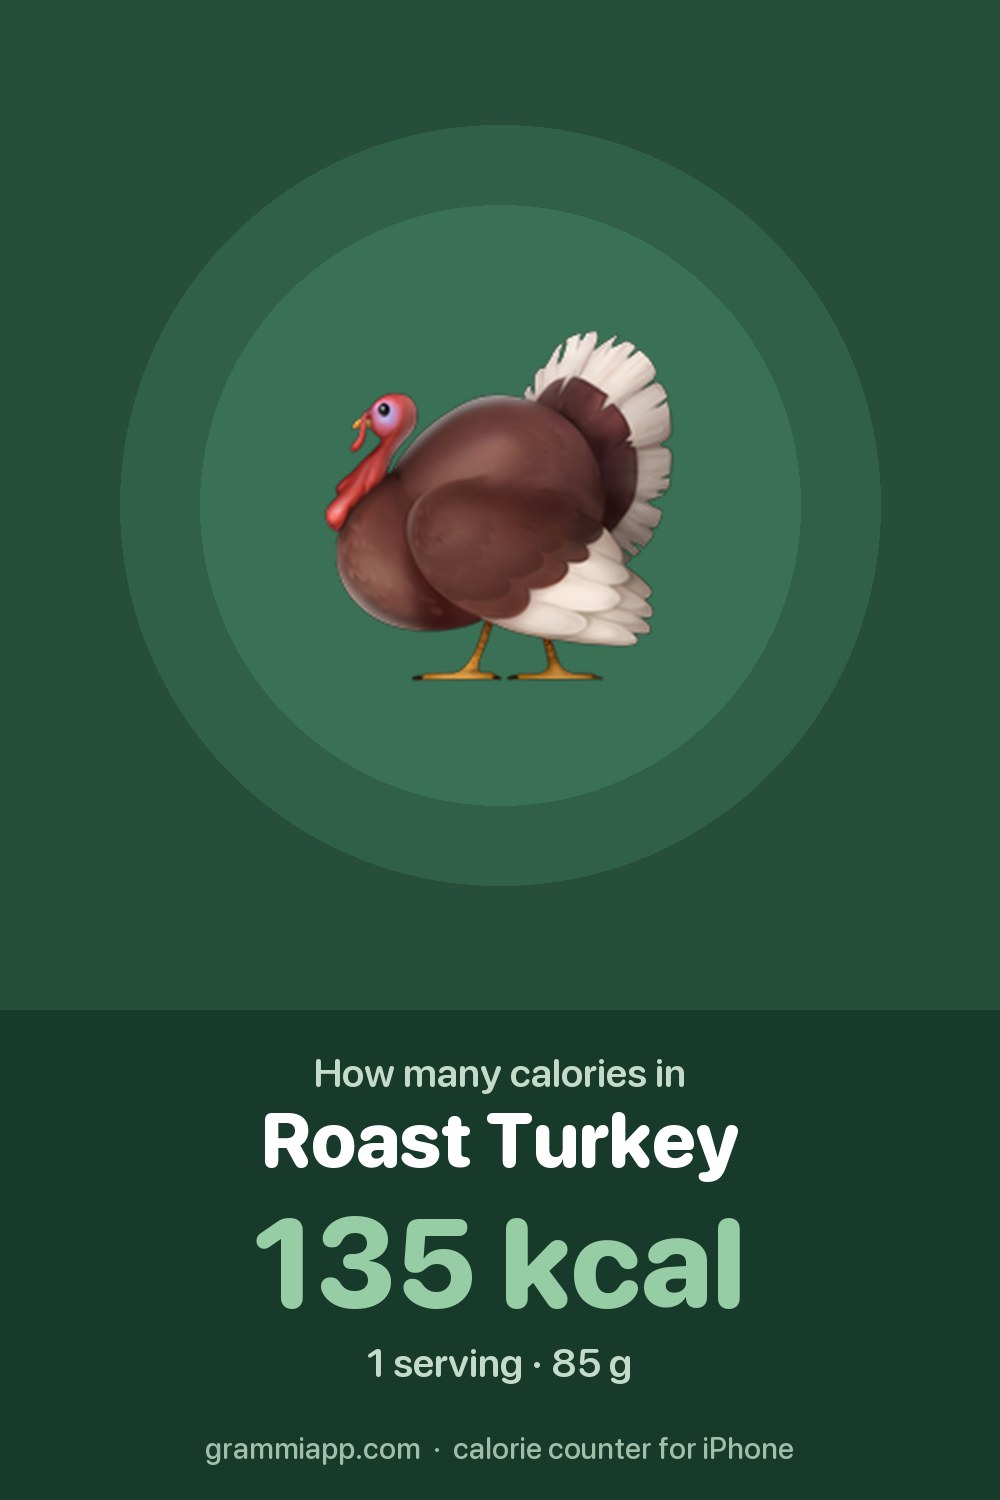 How many calories in
Roast Turkey
135 kcal
1 serving · 85 g
grammiapp.com · calorie counter for iPhone